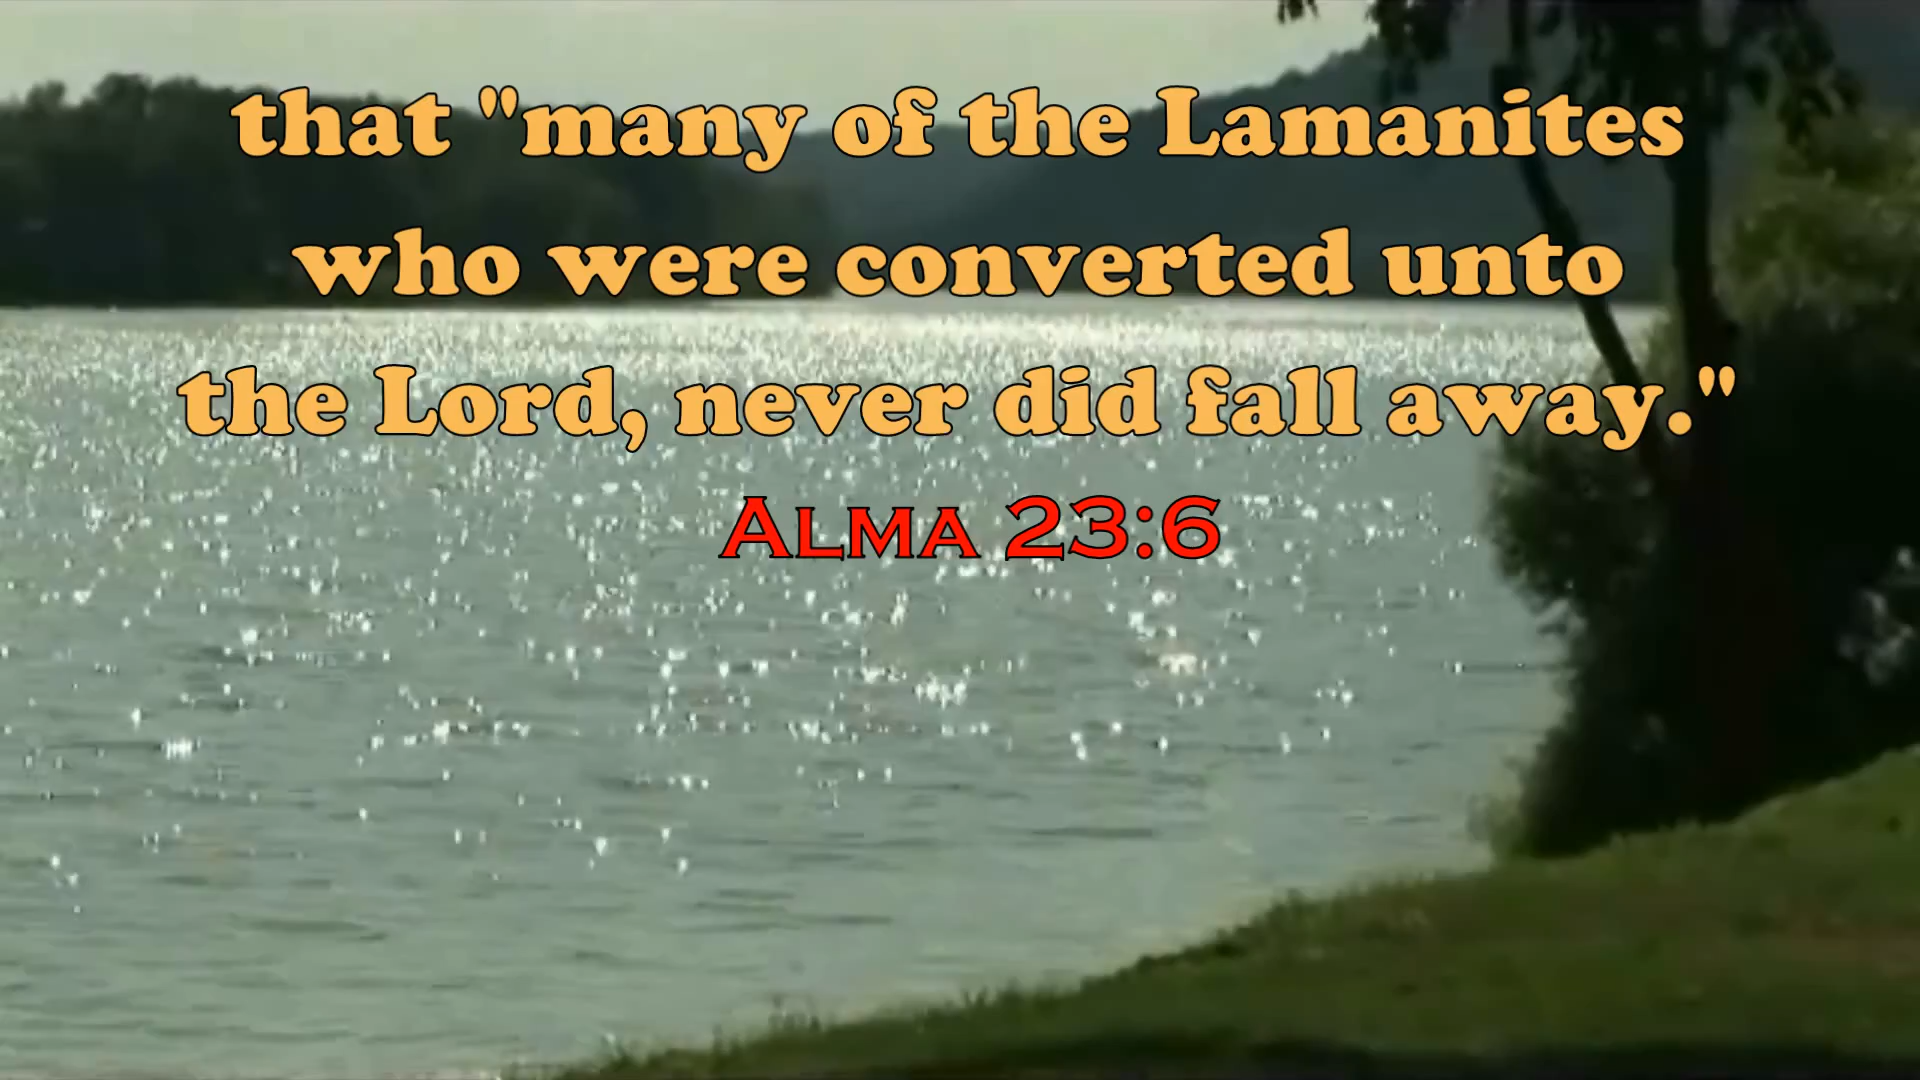 that "many of the Lamanites
who were converted unto
the Lord, never did fall away."
Alma 23:6